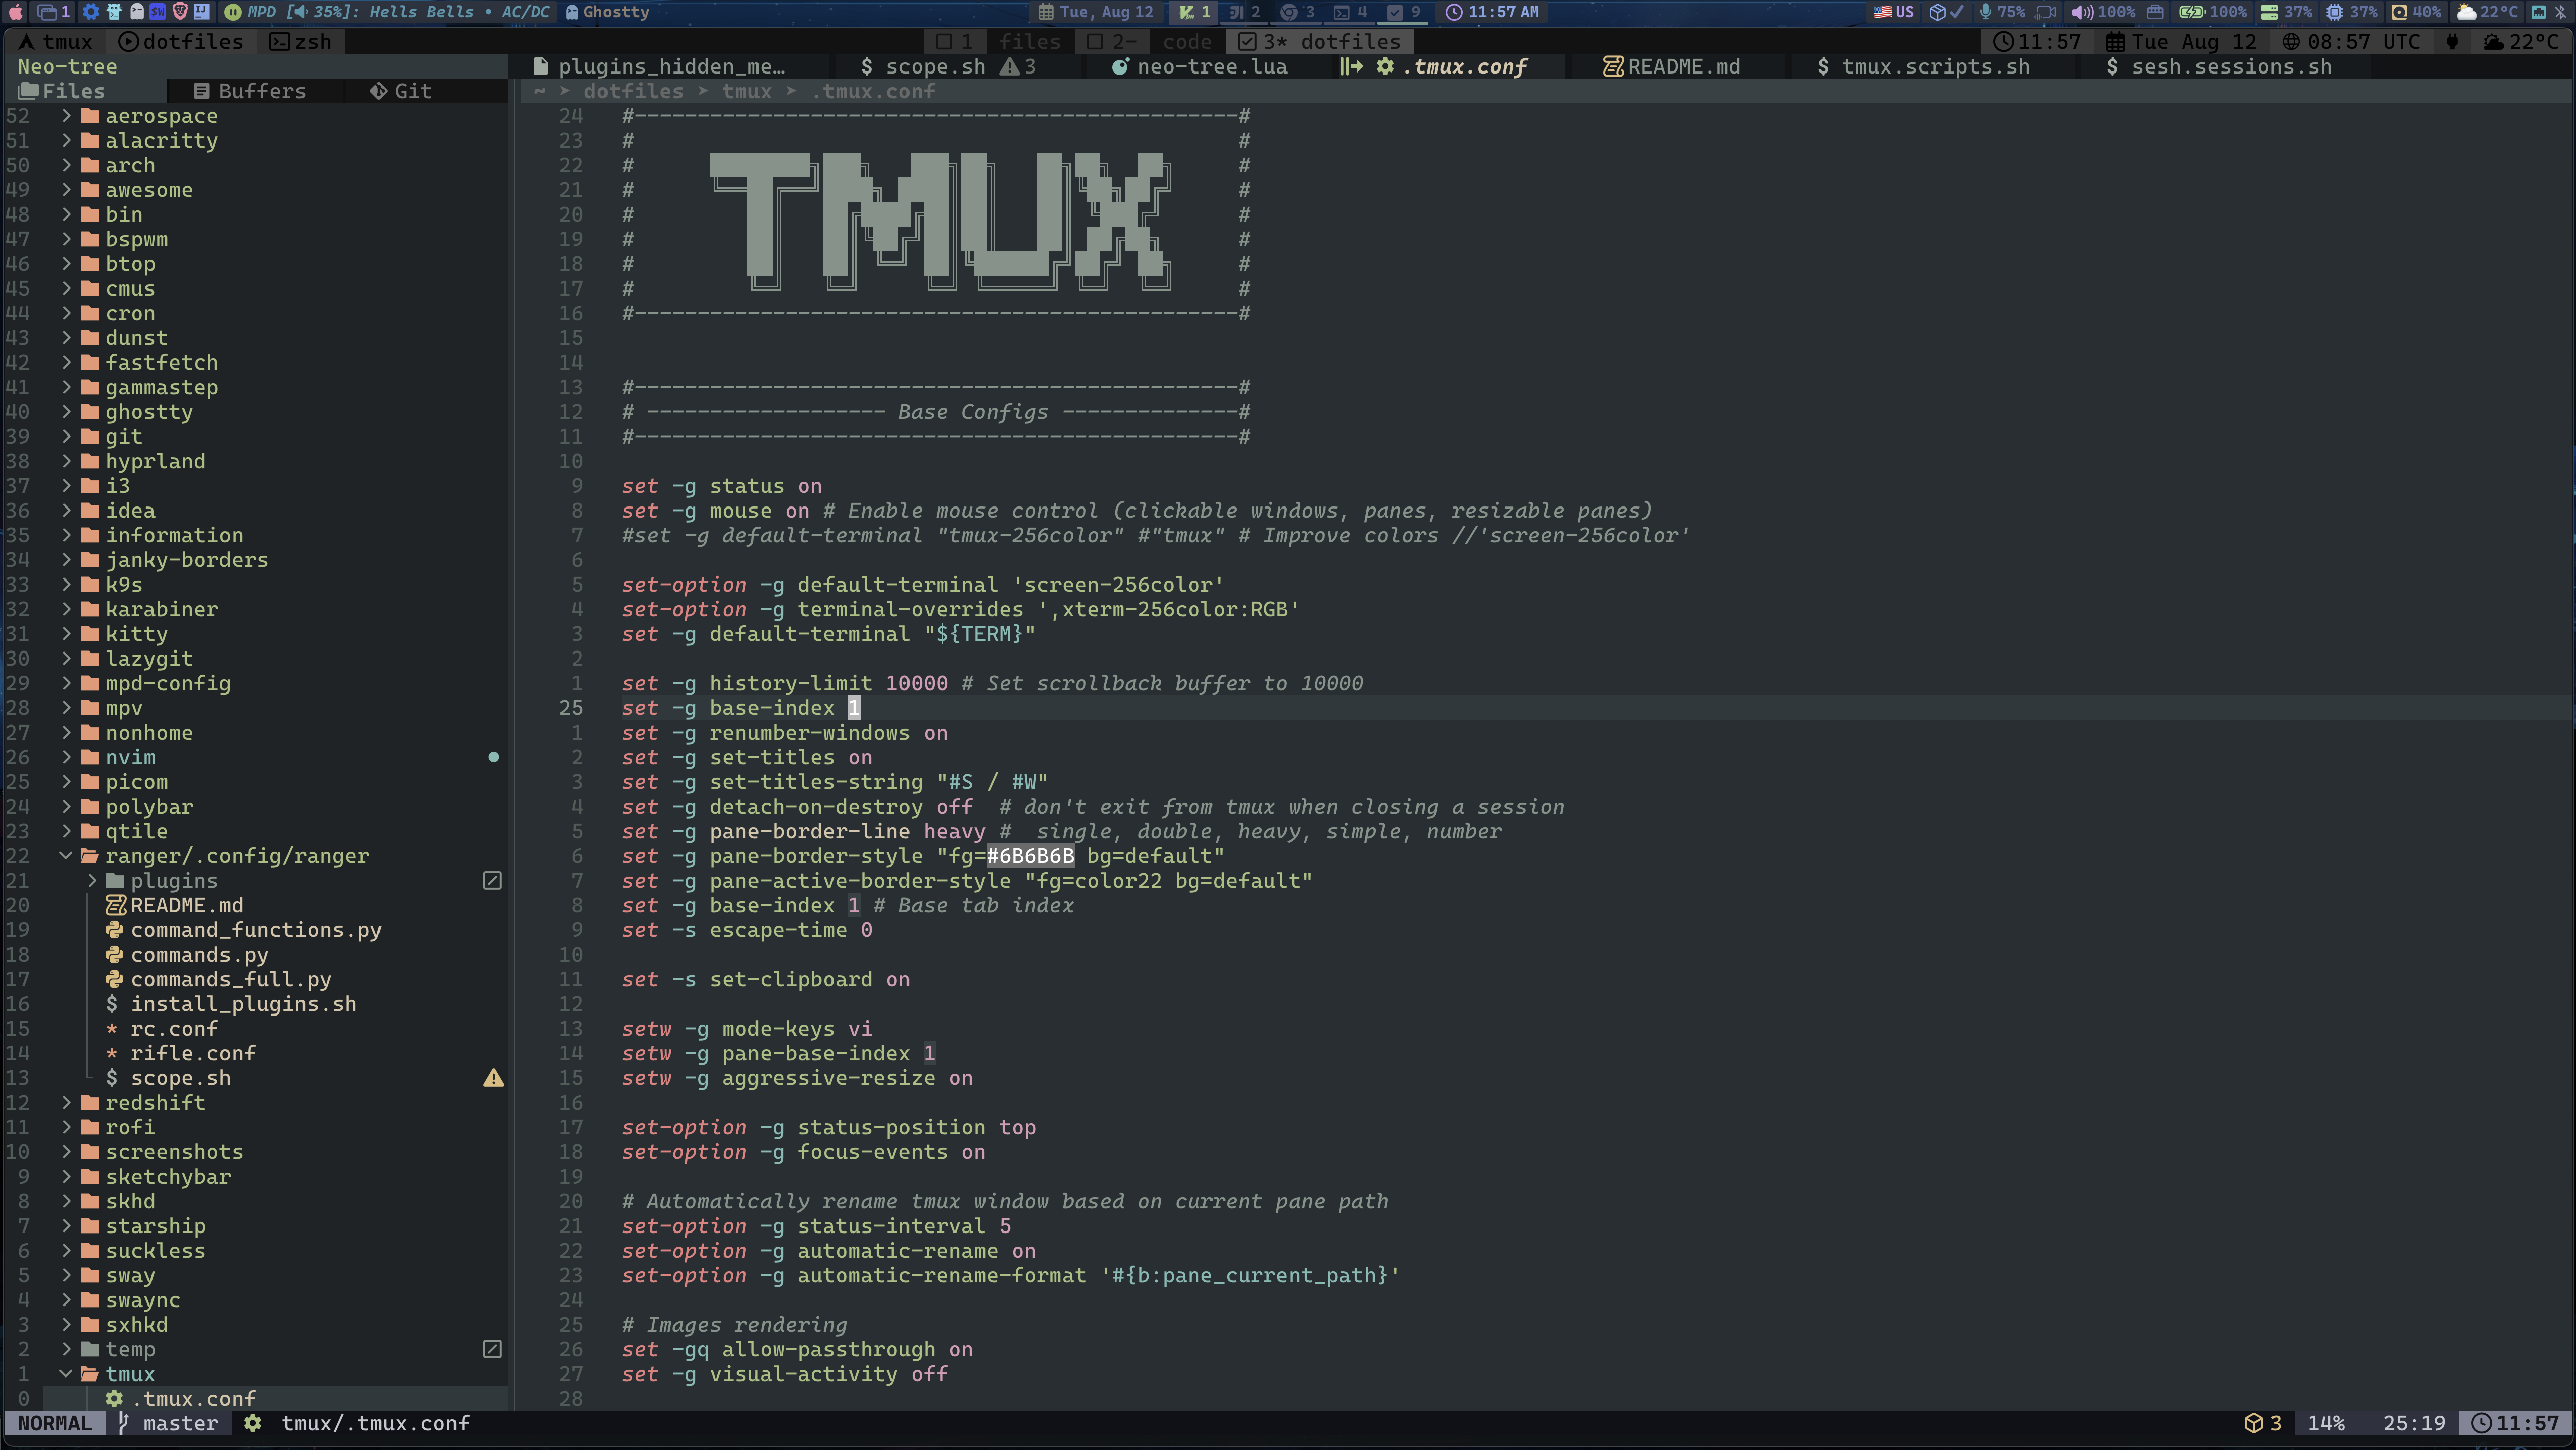 1 MPD [ 35%]: Hells Bells • AC/DC Ghostty Tue, Aug 12 1 2 3 4 9 11:57 AM US 75% 100% 100% 37% 37% 40% 22°C
tmux dotfiles zsh 1 files 2- code 3* dotfiles 11:57 Tue Aug 12 08:57 UTC 22°C
Neo-tree plugins_hidden_me… $ scope.sh 3 neo-tree.lua .tmux.conf README.md $ tmux.scripts.sh $ sesh.sessions.sh
Files Buffers Git ~ > dotfiles > tmux > .tmux.conf
52 > aerospace
51 > alacritty
50 > arch
49 > awesome
48 > bin
47 > bspwm
46 > btop
45 > cmus
44 > cron
43 > dunst
42 > fastfetch
41 > gammastep
40 > ghostty
39 > git
38 > hyprland
37 > i3
36 > idea
35 > information
34 > janky-borders
33 > k9s
32 > karabiner
31 > kitty
30 > lazygit
29 > mpd-config
28 > mpv
27 > nonhome
26 > nvim
25 > picom
24 > polybar
23 > qtile
22 ranger/.config/ranger
21 > plugins
20 README.md
19 command_functions.py
18 commands.py
17 commands_full.py
16 $ install_plugins.sh
15 * rc.conf
14 * rifle.conf
13 $ scope.sh
12 > redshift
11 > rofi
10 > screenshots
9 > sketchybar
8 > skhd
7 > starship
6 > suckless
5 > sway
4 > swaync
3 > sxhkd
2 > temp
1 tmux
0 .tmux.conf
24 #------------------------------------------------#
23 # #
22 # #
21 # #
20 # TMUX #
19 # #
18 # #
17 # #
16 #------------------------------------------------#
15
14
13 #------------------------------------------------#
12 # ------------------- Base Configs --------------#
11 #------------------------------------------------#
10
9 set -g status on
8 set -g mouse on # Enable mouse control (clickable windows, panes, resizable panes)
7 #set -g default-terminal "tmux-256color" #"tmux" # Improve colors //'screen-256color'
6
5 set-option -g default-terminal 'screen-256color'
4 set-option -g terminal-overrides ',xterm-256color:RGB'
3 set -g default-terminal "${TERM}"
2
1 set -g history-limit 10000 # Set scrollback buffer to 10000
25 set -g base-index 1
1 set -g renumber-windows on
2 set -g set-titles on
3 set -g set-titles-string "#S / #W"
4 set -g detach-on-destroy off # don't exit from tmux when closing a session
5 set -g pane-border-line heavy # single, double, heavy, simple, number
6 set -g pane-border-style "fg=#6B6B6B bg=default"
7 set -g pane-active-border-style "fg=color22 bg=default"
8 set -g base-index 1 # Base tab index
9 set -s escape-time 0
10
11 set -s set-clipboard on
12
13 setw -g mode-keys vi
14 setw -g pane-base-index 1
15 setw -g aggressive-resize on
16
17 set-option -g status-position top
18 set-option -g focus-events on
19
20 # Automatically rename tmux window based on current pane path
21 set-option -g status-interval 5
22 set-option -g automatic-rename on
23 set-option -g automatic-rename-format '#{b:pane_current_path}'
24
25 # Images rendering
26 set -gq allow-passthrough on
27 set -g visual-activity off
28
NORMAL master tmux/.tmux.conf 3 14% 25:19 11:57